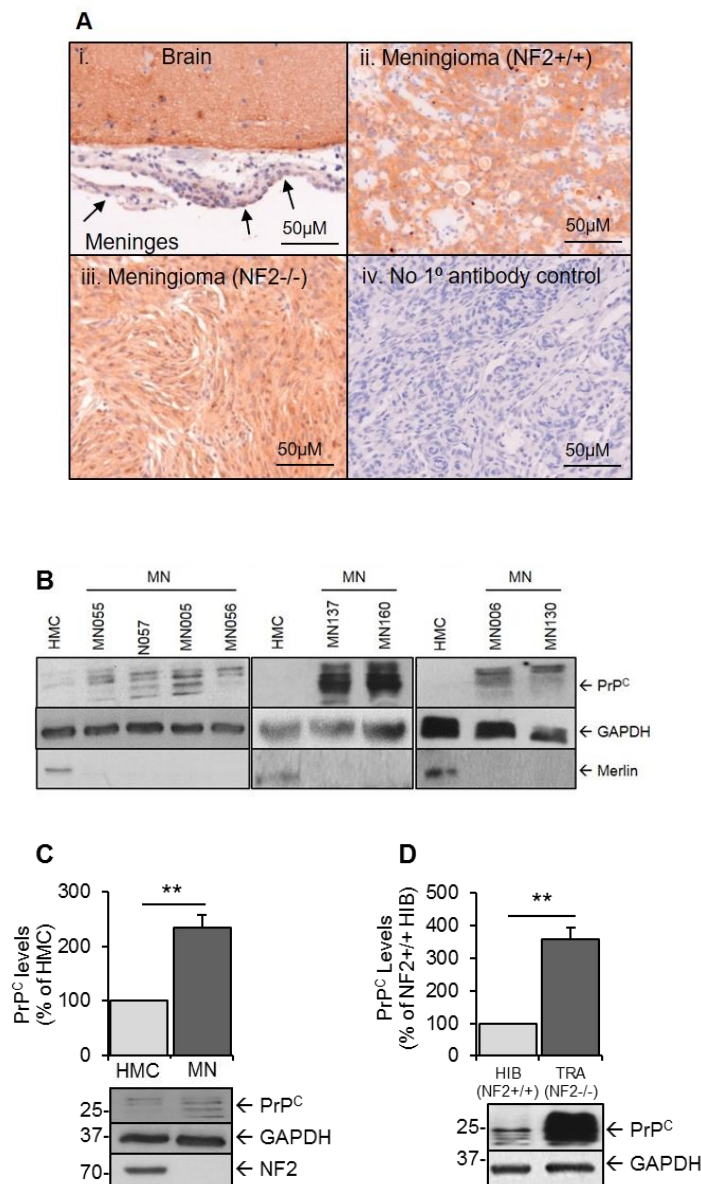 A
i. Brain
ii. Meningioma (NF2+/+)
Meninges
50µM
50µM
iii. Meningioma (NF2-/-)
iv. No 1º antibody control
50µM
50µM
B
MN MN MN
HMC MN055 N057 MN005 MN056 HMC MN137 MN160 HMC MN006 MN130
← PrPᶜ
← GAPDH
← Merlin
C
**
PrPᶜ levels
(% of HMC)
300
200
100
0
HMC MN
25- ← PrPᶜ
37- ← GAPDH
70- ← NF2
D
**
PrPᶜ Levels
(% of NF2+/+ HIB)
500
400
300
200
100
0
HIB TRA
(NF2+/+) (NF2-/-)
25- ← PrPᶜ
37-
← GAPDH